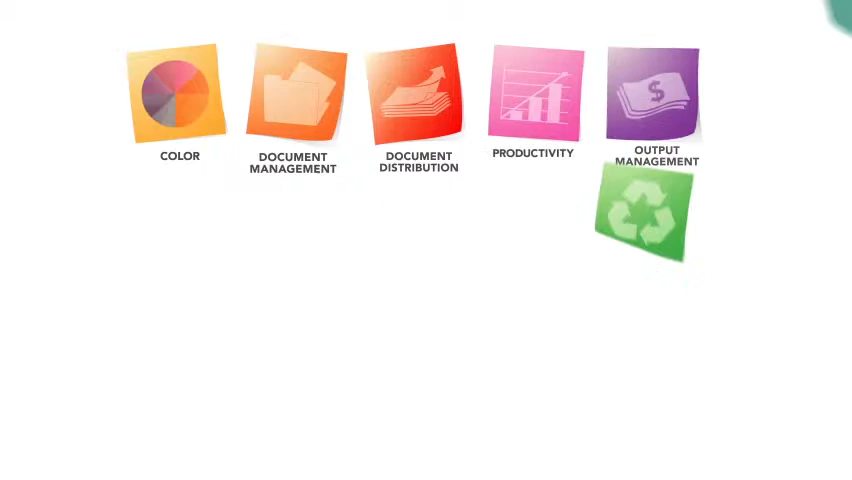 COLOR
DOCUMENT
MANAGEMENT
DOCUMENT
DISTRIBUTION
PRODUCTIVITY
OUTPUT
MANAGEMENT
$